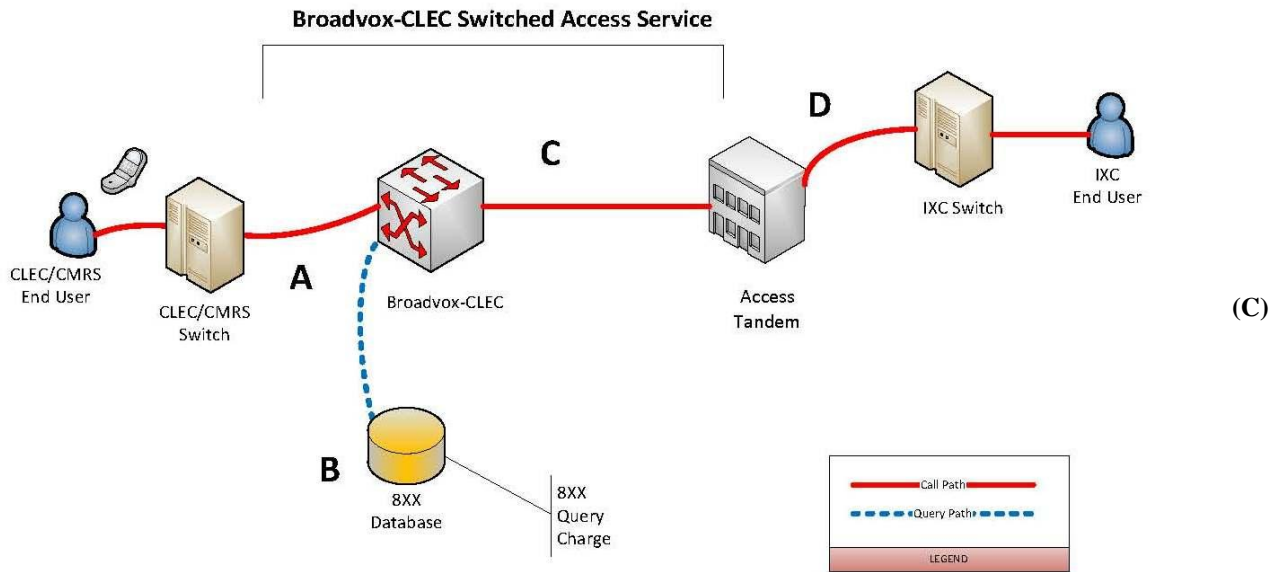 Broadvox-CLEC Switched Access Service
D
C
IXC
End User
IXC Switch
CLEC/CMRS
End User
A
CLEC/CMRS
Switch
Broadvox-CLEC
Access
Tandem
(C)
B
8XX
Database
8XX
Query
Charge
Call Path
Query Path
LEGEND